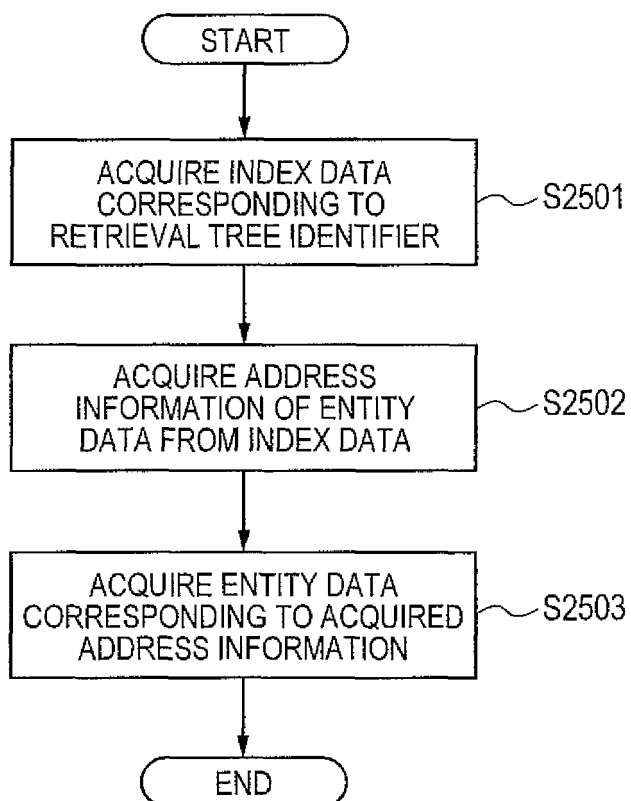 START
ACQUIRE INDEX DATA
CORRESPONDING TO
RETRIEVAL TREE IDENTIFIER
S2501
ACQUIRE ADDRESS
INFORMATION OF ENTITY
DATA FROM INDEX DATA
S2502
ACQUIRE ENTITY DATA
CORRESPONDING TO ACQUIRED
ADDRESS INFORMATION
S2503
END